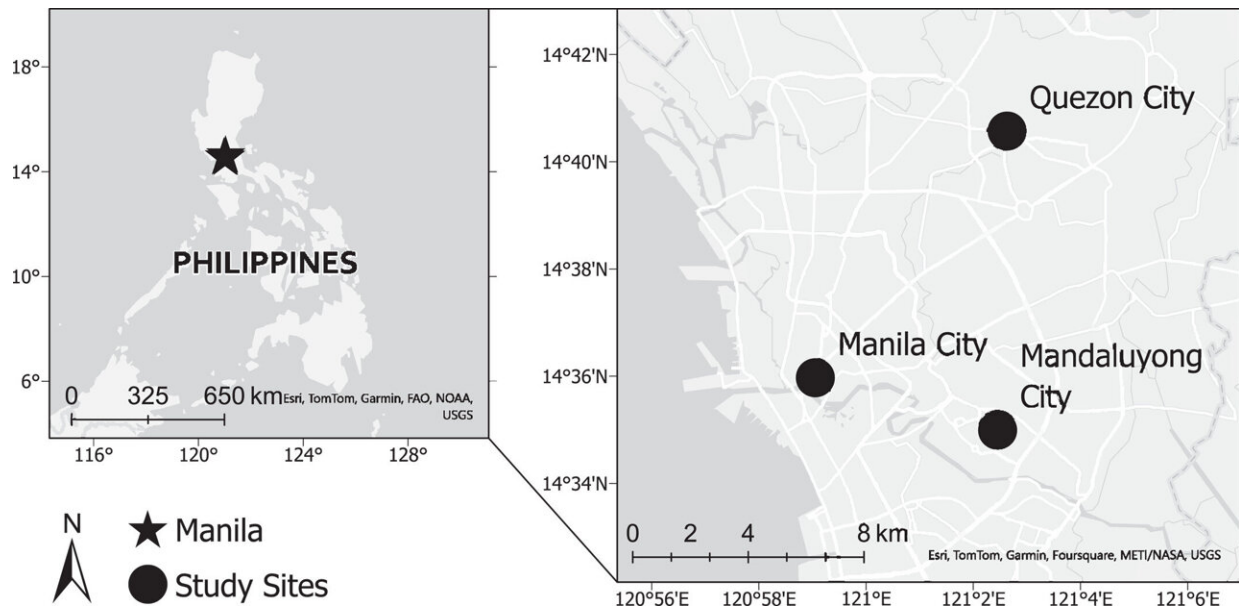 18°
14°
10°
6°
PHILIPPINES
0 325 650 km
Esri, TomTom, Garmin, FAO, NOAA,
USGS
116° 120° 124° 128°
N
Manila
Study Sites
14°42'N
14°40'N
14°38'N
14°36'N
14°34'N
Quezon City
Manila City
Mandaluyong
City
0 2 4 8 km
Esri, TomTom, Garmin, Foursquare, METI/NASA, USGS
120°56'E 120°58'E 121°E 121°2'E 121°4'E 121°6'E